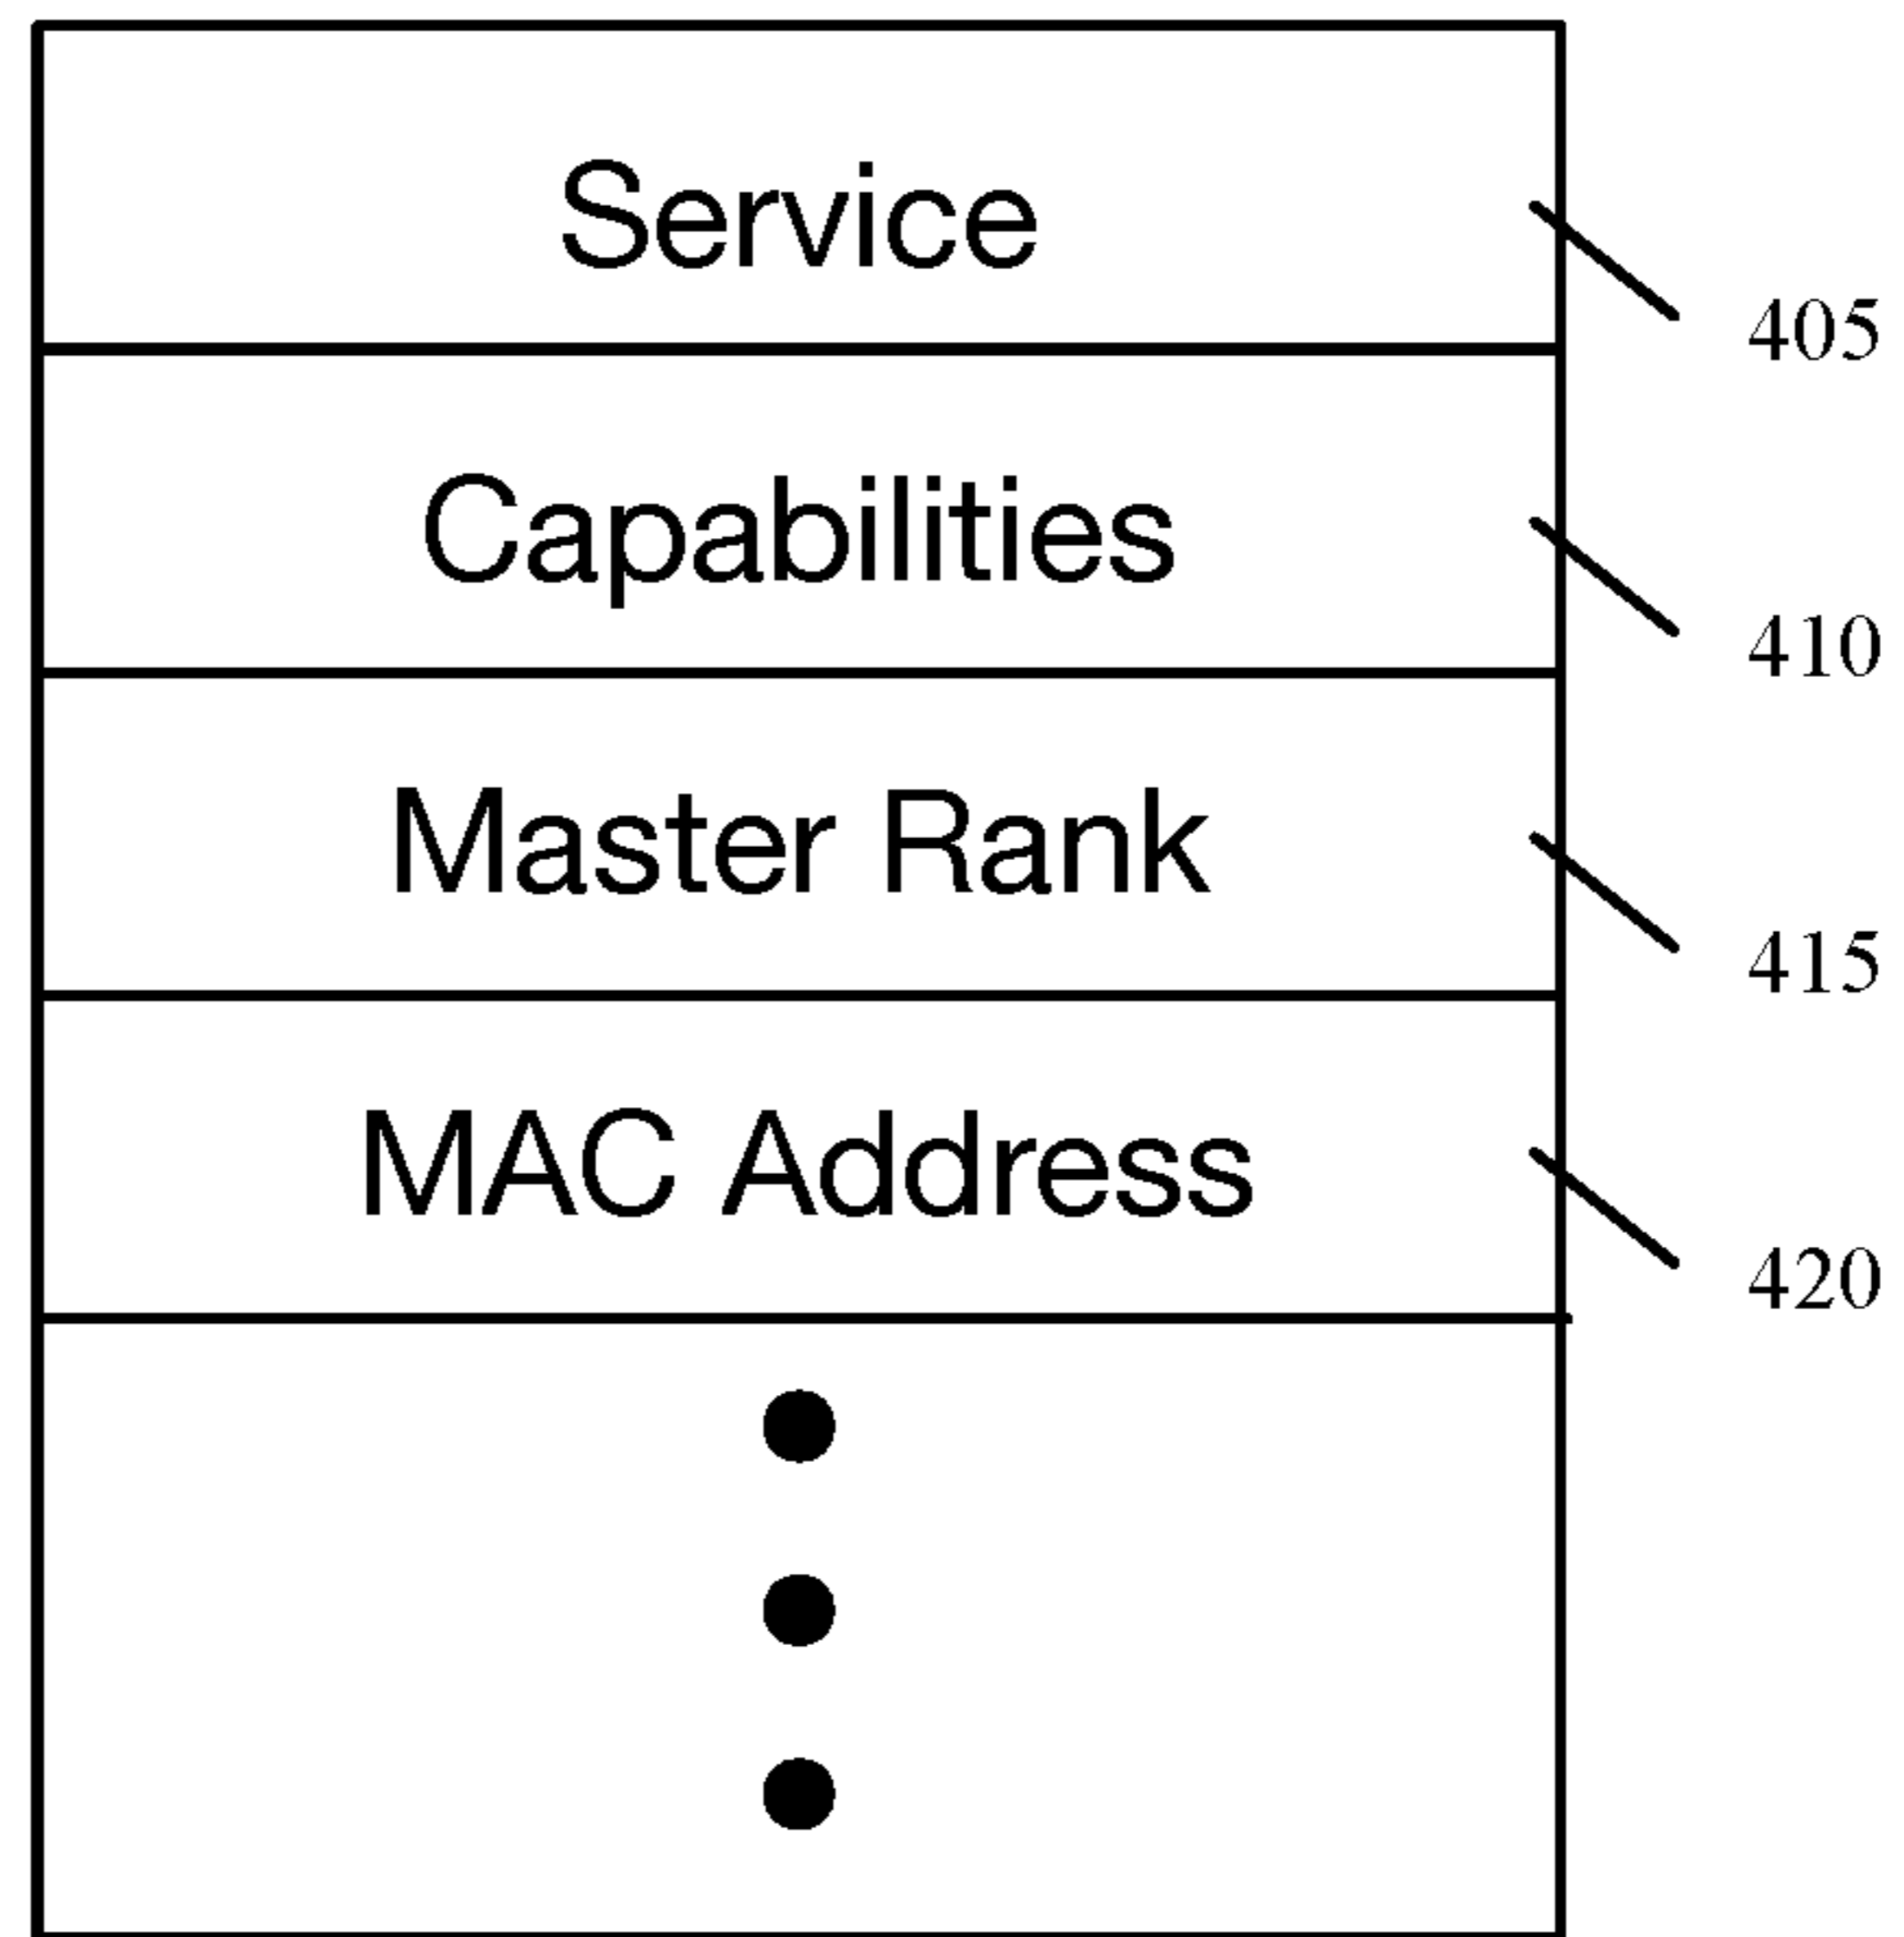 Service
405
Capabilities
410
Master Rank
415
MAC Address
420